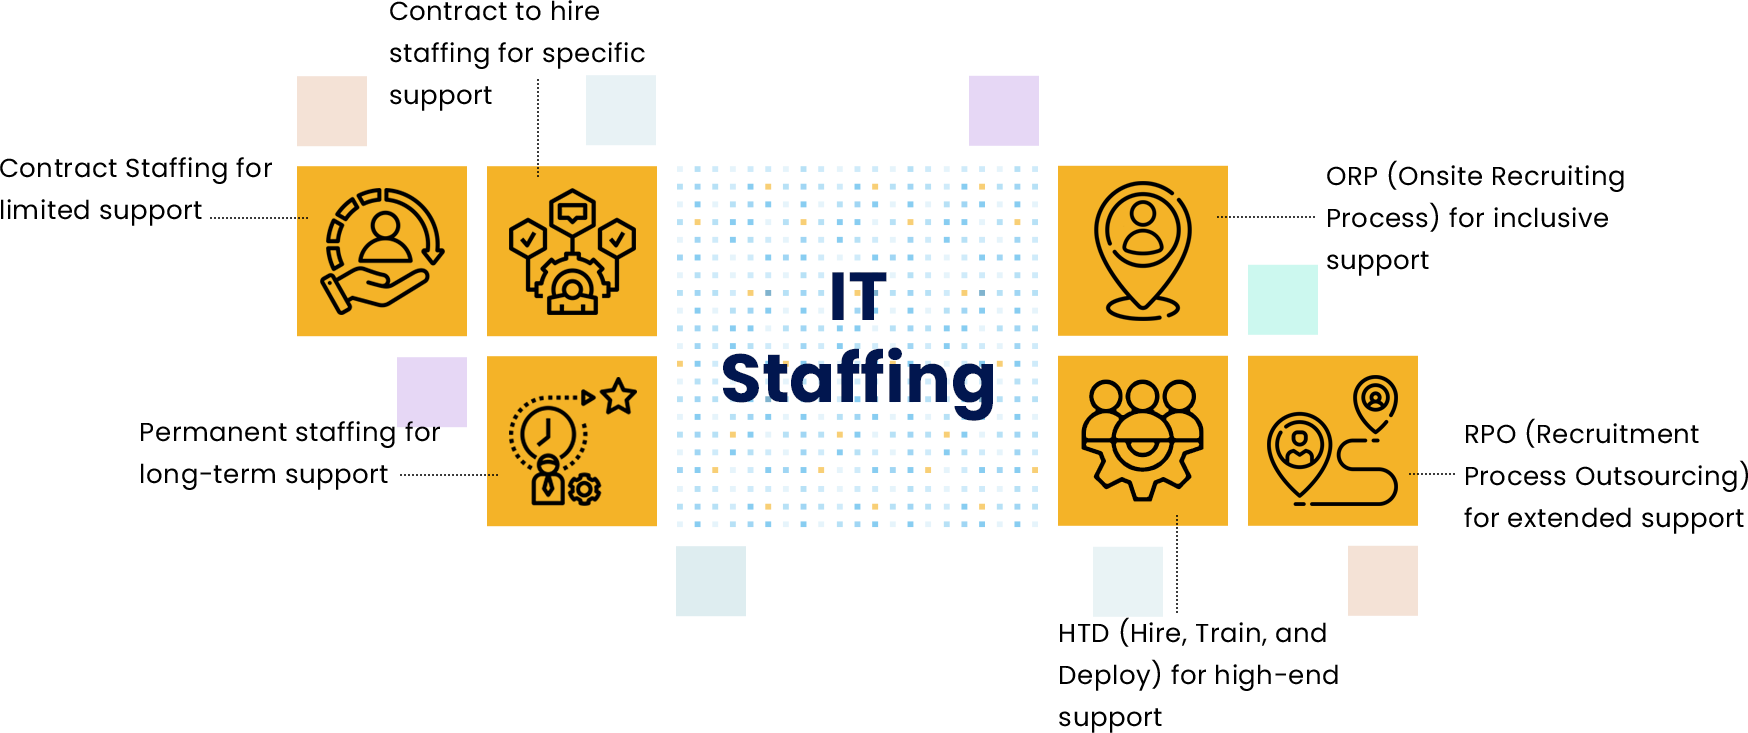 Contract to hire
staffing for specific
support
Contract Staffing for
limited support
Permanent staffing for
long-term support
IT
Staffing
ORP (Onsite Recruiting
Process) for inclusive
support
RPO (Recruitment
Process Outsourcing)
for extended support
HTD (Hire, Train, and
Deploy) for high-end
support